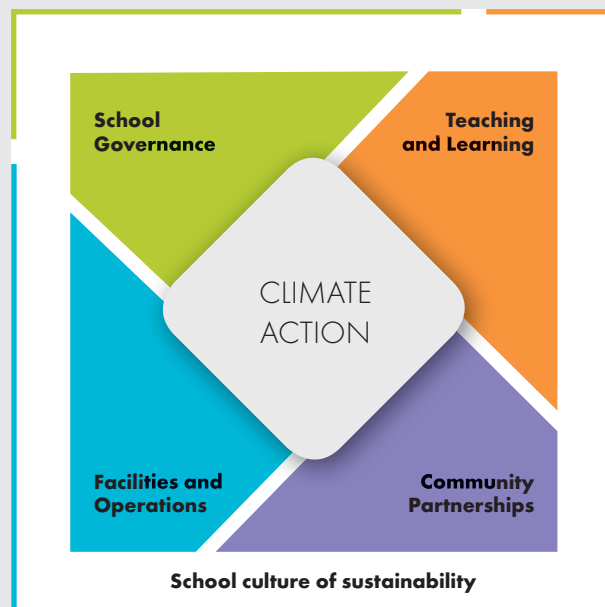 School
Governance
Teaching
and Learning
CLIMATE
ACTION
Facilities and
Operations
Community
Partnerships
School culture of sustainability